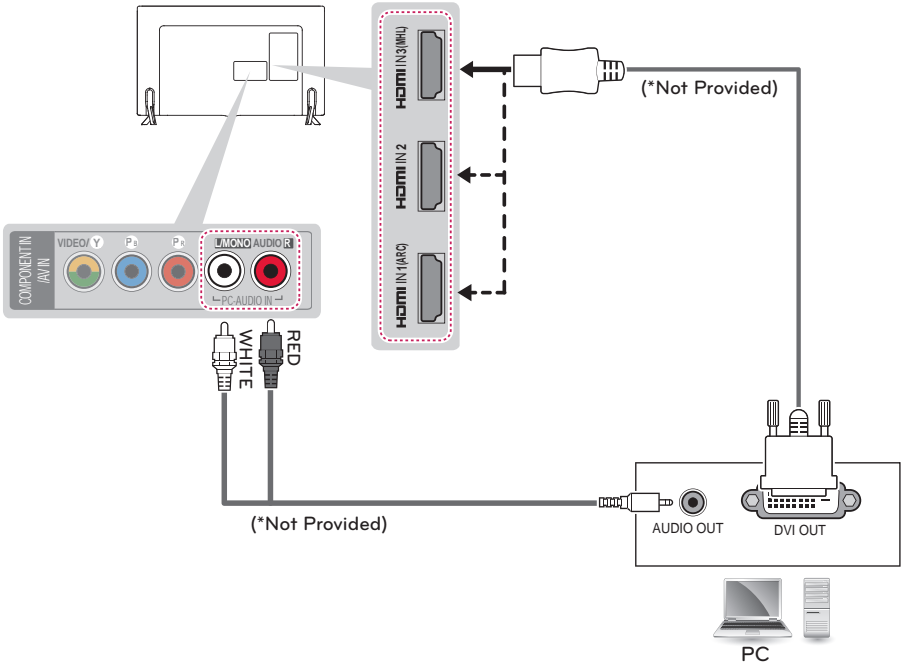 HDMI IN 3(MHL)
(*Not Provided)
HDMI IN 2
HDMI IN 1(ARC)
COMPONENT IN
/AV IN
VIDEO/ Y PB PR L/MONO AUDIO R
PC-AUDIO IN
WHITE
RED
(*Not Provided)
AUDIO OUT
DVI OUT
PC